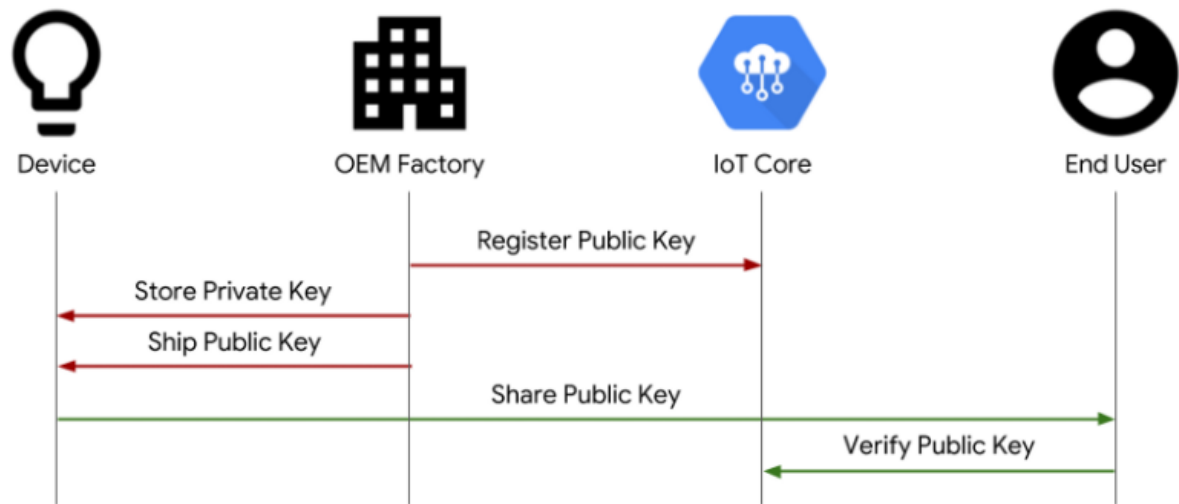 Device
OEM Factory
IoT Core
End User
Register Public Key
Store Private Key
Ship Public Key
Share Public Key
Verify Public Key